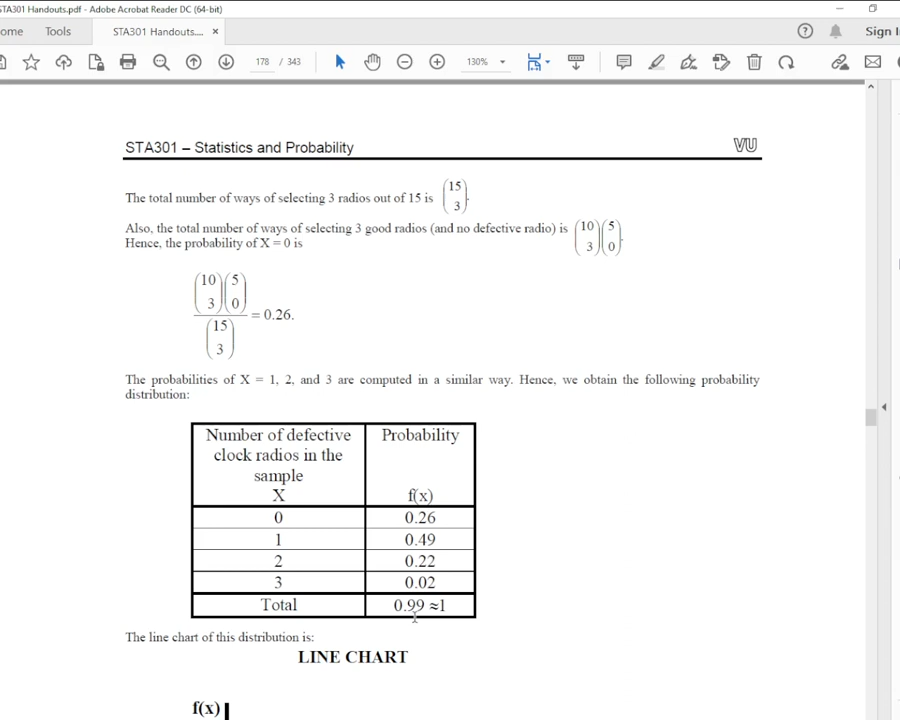 STA301 Handouts.pdf - Adobe Acrobat Reader DC (64-bit)
ome Tools STA301 Handouts.... × Sign I
178 / 343 130%
STA301 – Statistics and Probability VU
The total number of ways of selecting 3 radios out of 15 is (15 3).
Also, the total number of ways of selecting 3 good radios (and no defective radio) is (10 3)(5 0).
Hence, the probability of X = 0 is
(10 3)(5 0)
(15 3)
= 0.26.
The probabilities of X = 1, 2, and 3 are computed in a similar way. Hence, we obtain the following probability
distribution:
Number of defective Probability
clock radios in the
sample
X f(x)
0 0.26
1 0.49
2 0.22
3 0.02
Total 0.99 ≈1
The line chart of this distribution is:
LINE CHART
f(x)